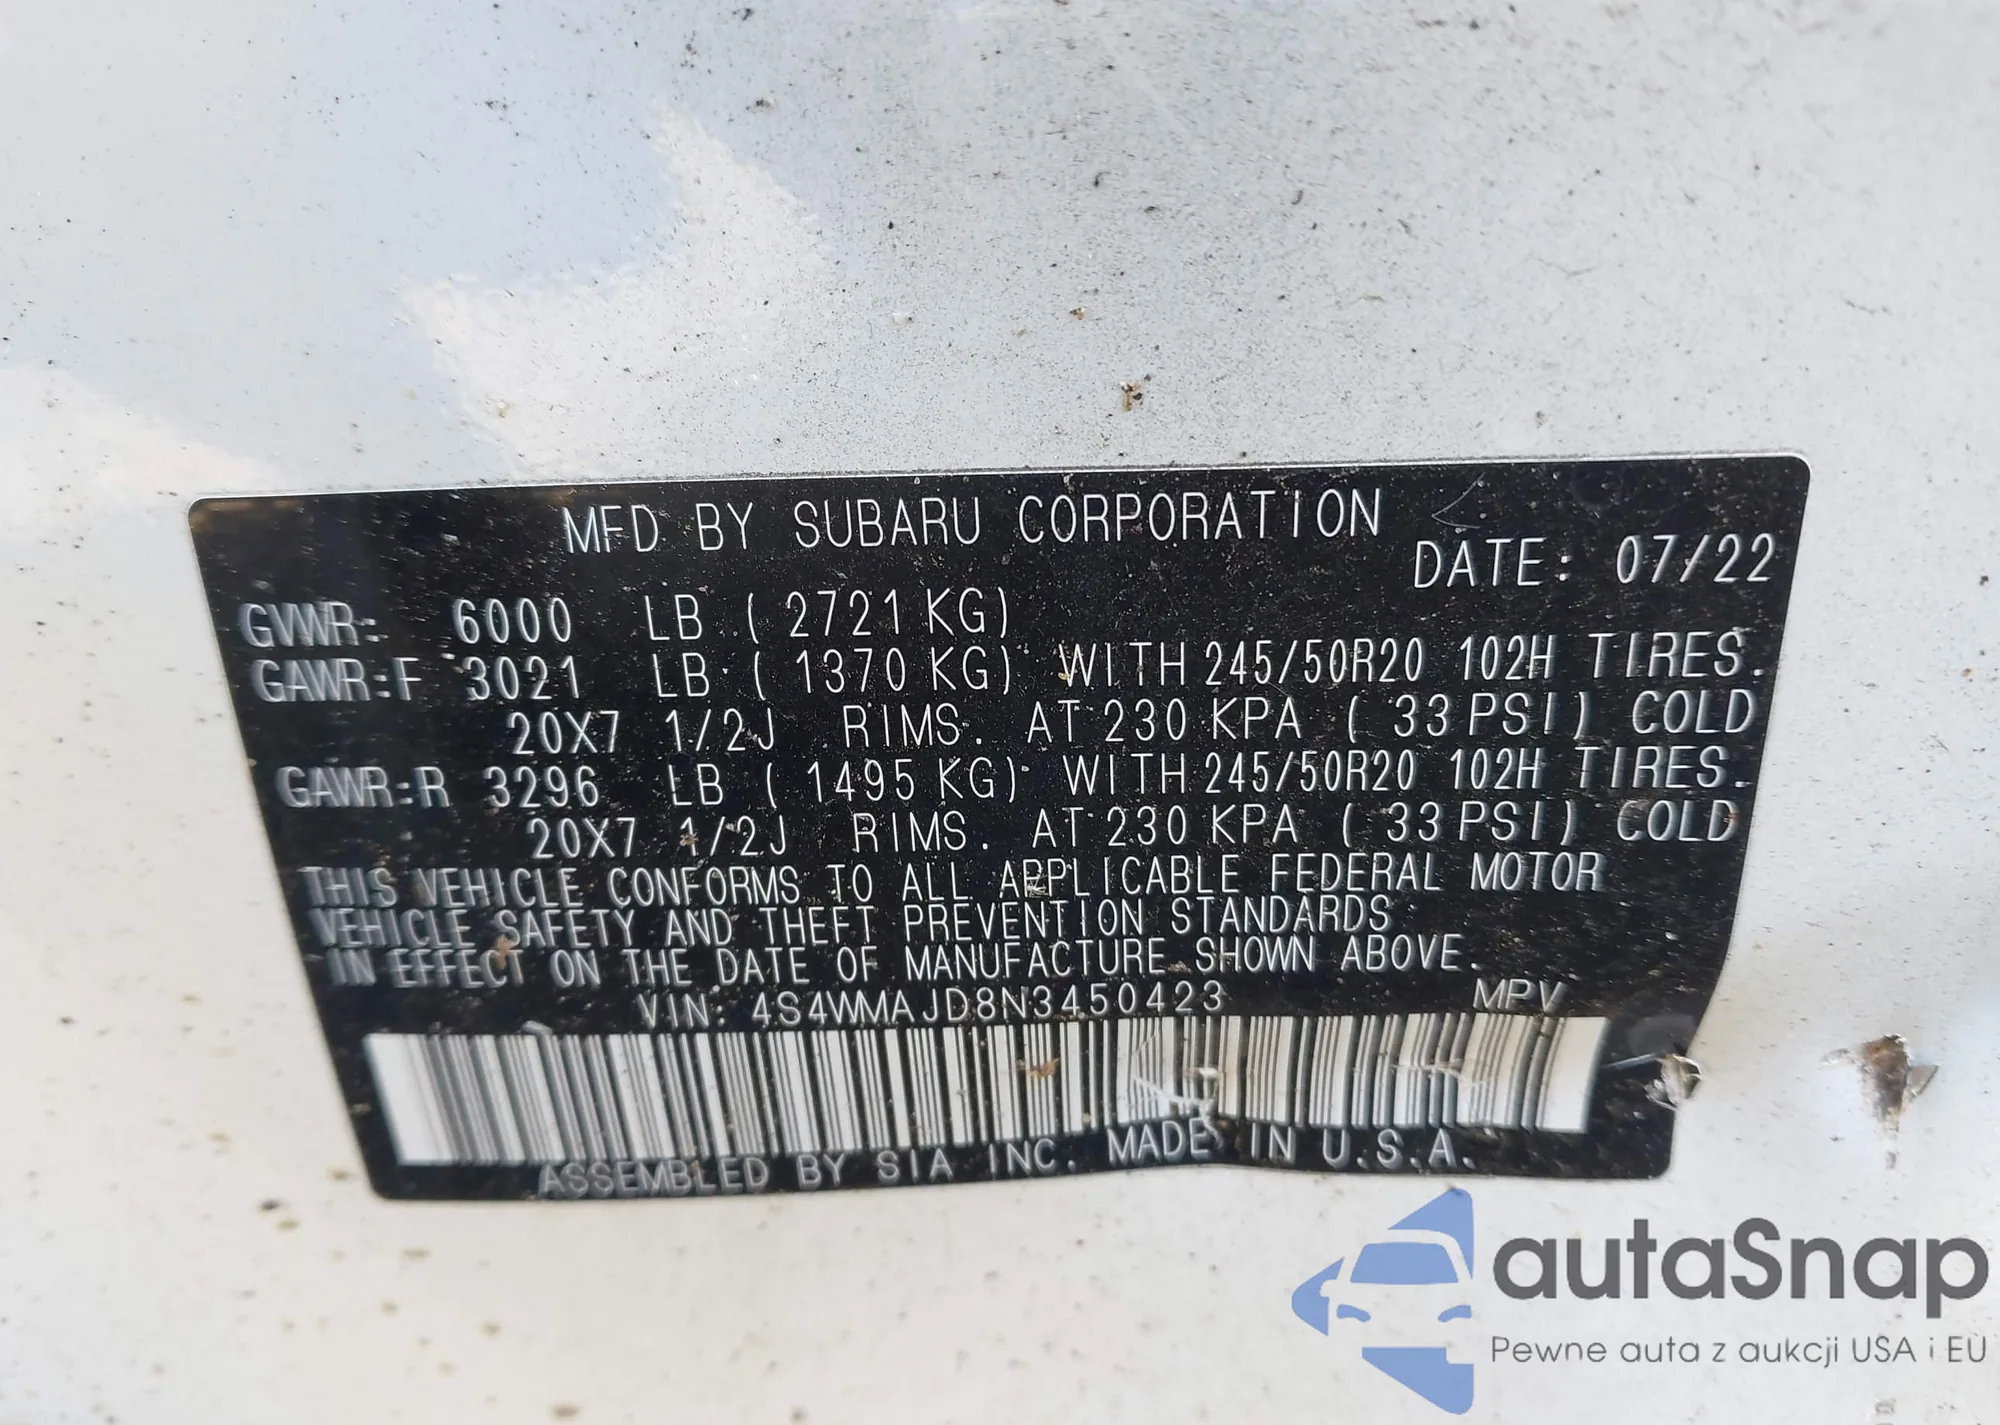 MFD BY SUBARU CORPORATION
DATE: 07/22
GVWR: 6000 LB ( 2721 KG)
GAWR:F 3021 LB ( 1370 KG) WITH 245/50R20 102H TIRES.
20X7 1/2J RIMS. AT 230 KPA ( 33 PSI) COLD
GAWR:R 3296 LB ( 1495 KG) WITH 245/50R20 102H TIRES.
20X7 1/2J RIMS. AT 230 KPA ( 33 PSI) COLD
THIS VEHICLE CONFORMS TO ALL APPLICABLE FEDERAL MOTOR
VEHICLE SAFETY AND THEFT PREVENTION STANDARDS
IN EFFECT ON THE DATE OF MANUFACTURE SHOWN ABOVE.
VIN: 4S4WMAJD8N3450423 MPV
ASSEMBLED BY SIA INC. MADE IN U.S.A.
autaSnap
Pewne auta z aukcji USA i EU